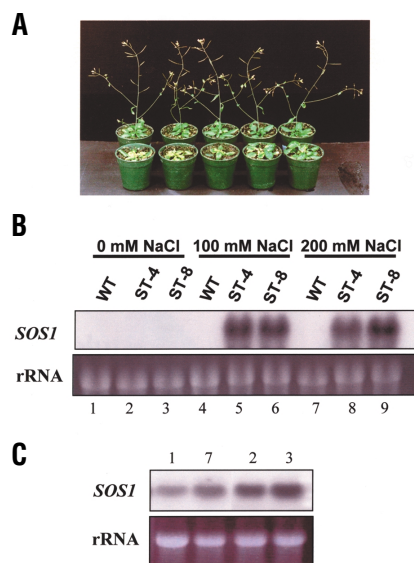 A
B
0 mM NaCl 100 mM NaCl 200 mM NaCl
WT ST-4 ST-8 WT ST-4 ST-8 WT ST-4 ST-8
SOS1
rRNA
1 2 3 4 5 6 7 8 9
C
1 7 2 3
SOS1
rRNA